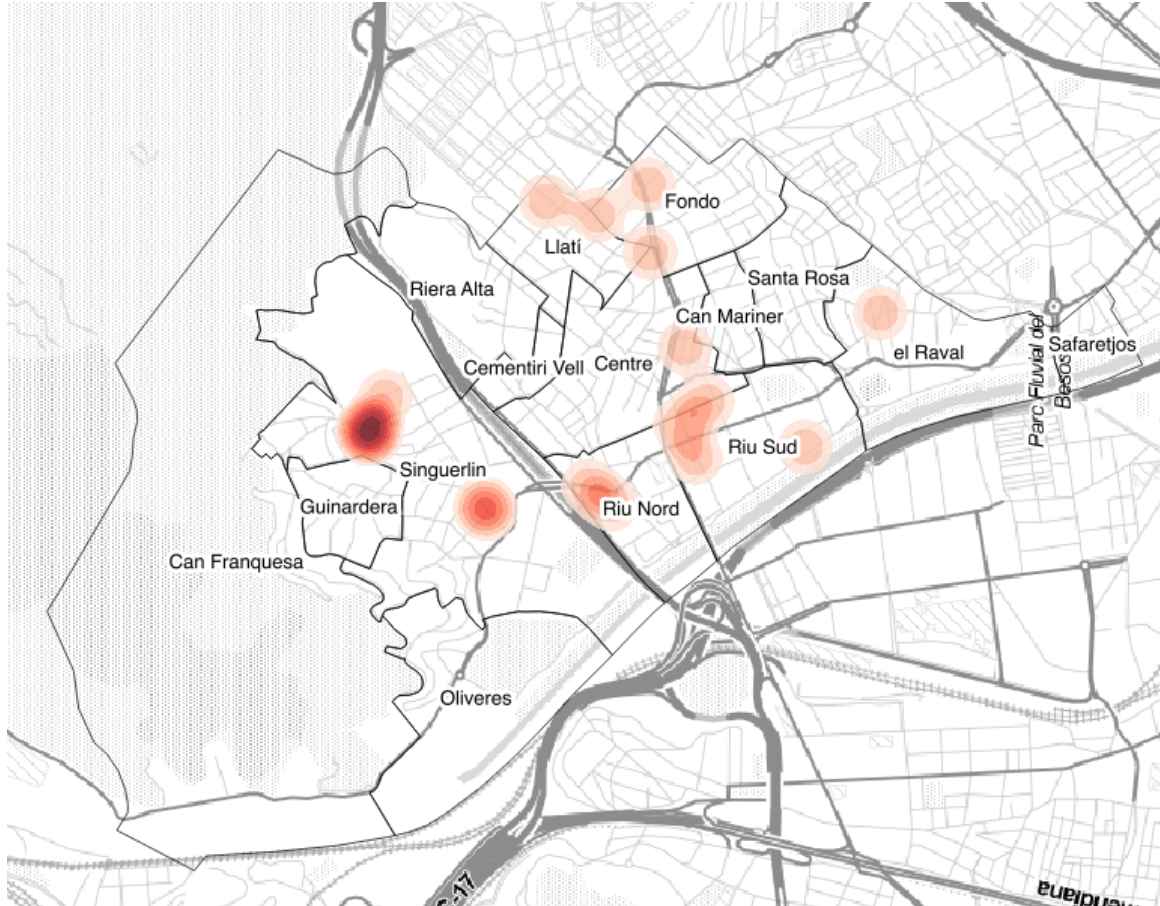 Fondo
Llatí
Santa Rosa
Riera Alta
Can Mariner
el Raval
Safaretjos
Parc Fluvial del
Besòs
Cementiri Vell
Centre
Riu Sud
Singuerlin
Guinardera
Riu Nord
Can Franquesa
Oliveres
C-17
meridiana